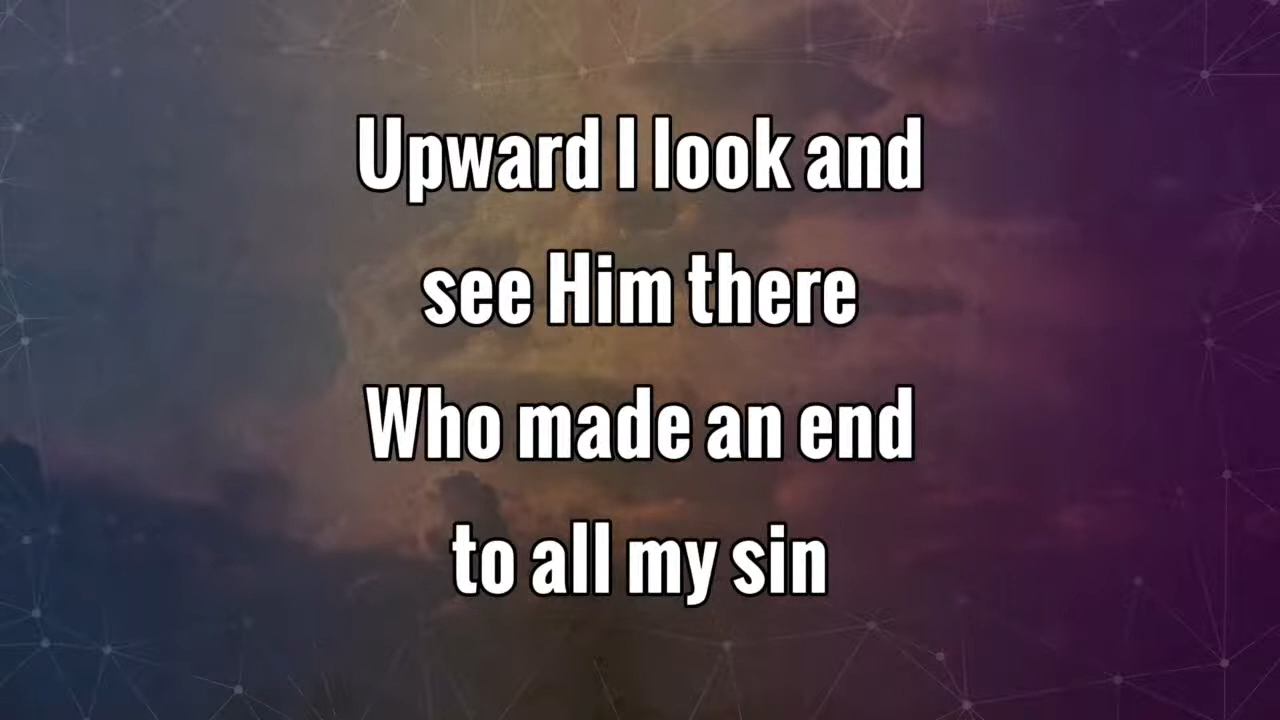 Upward I look and
see Him there
Who made an end
to all my sin